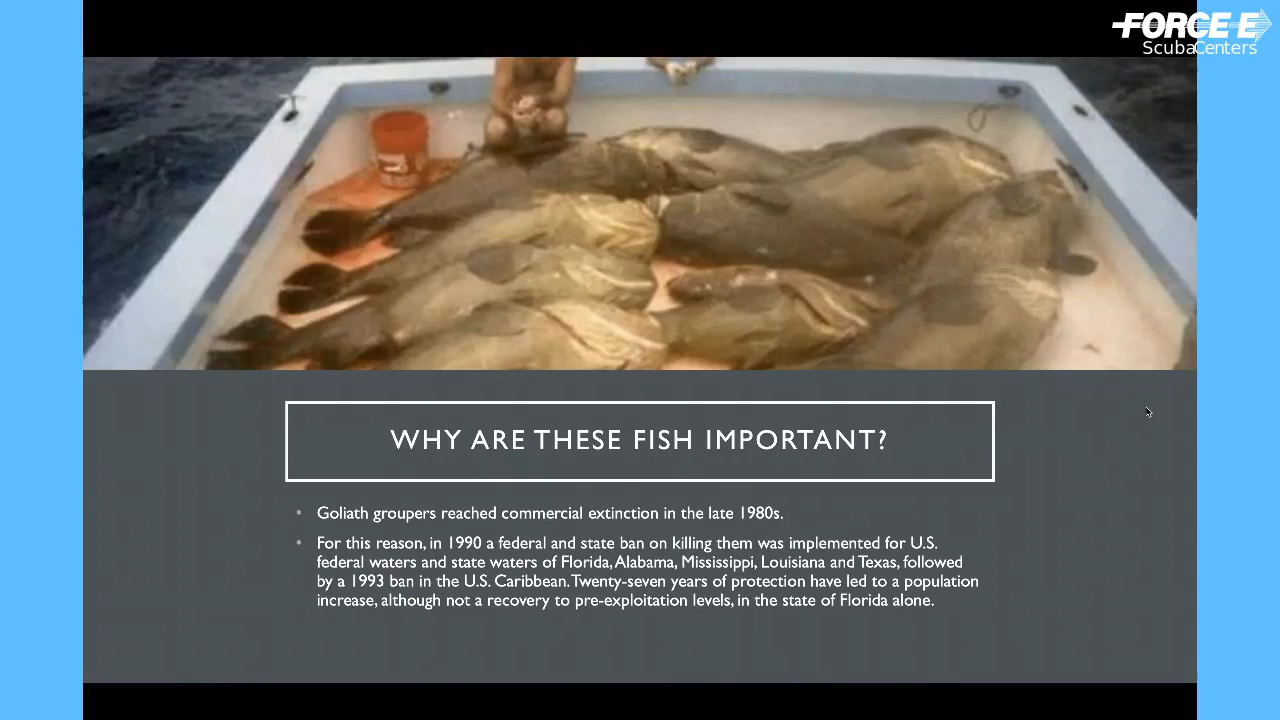 FORCE E
ScubaCenters
WHY ARE THESE FISH IMPORTANT?
• Goliath groupers reached commercial extinction in the late 1980s.
• For this reason, in 1990 a federal and state ban on killing them was implemented for U.S.
federal waters and state waters of Florida, Alabama, Mississippi, Louisiana and Texas, followed
by a 1993 ban in the U.S. Caribbean. Twenty-seven years of protection have led to a population
increase, although not a recovery to pre-exploitation levels, in the state of Florida alone.